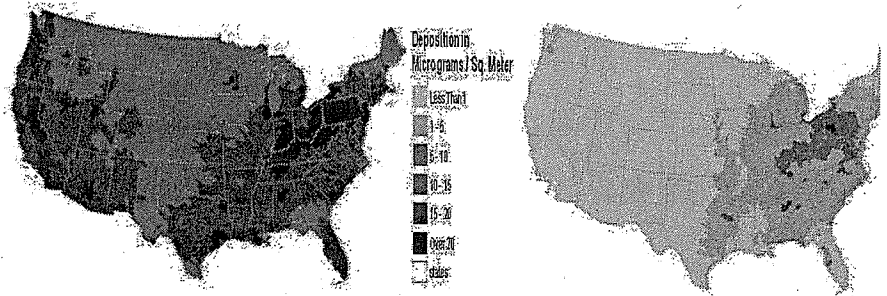 Deposition in
Micrograms / Sq. Meter
Less Than 1
1 - 5
5 - 10
10 - 15
15 - 20
over 20
states